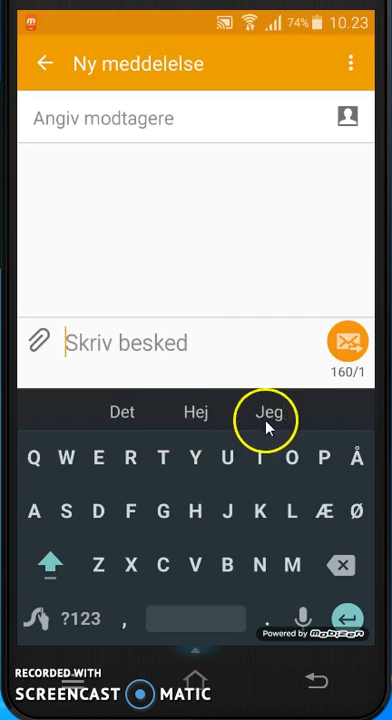 74% 10.23
Ny meddelelse
Angiv modtagere
Skriv besked
160/1
Det Hej Jeg
Q W E R T Y U I O P Å
A S D F G H J K L Æ Ø
Z X C V B N M
?123 , .
Powered by mobizen
RECORDED WITH
SCREENCAST MATIC